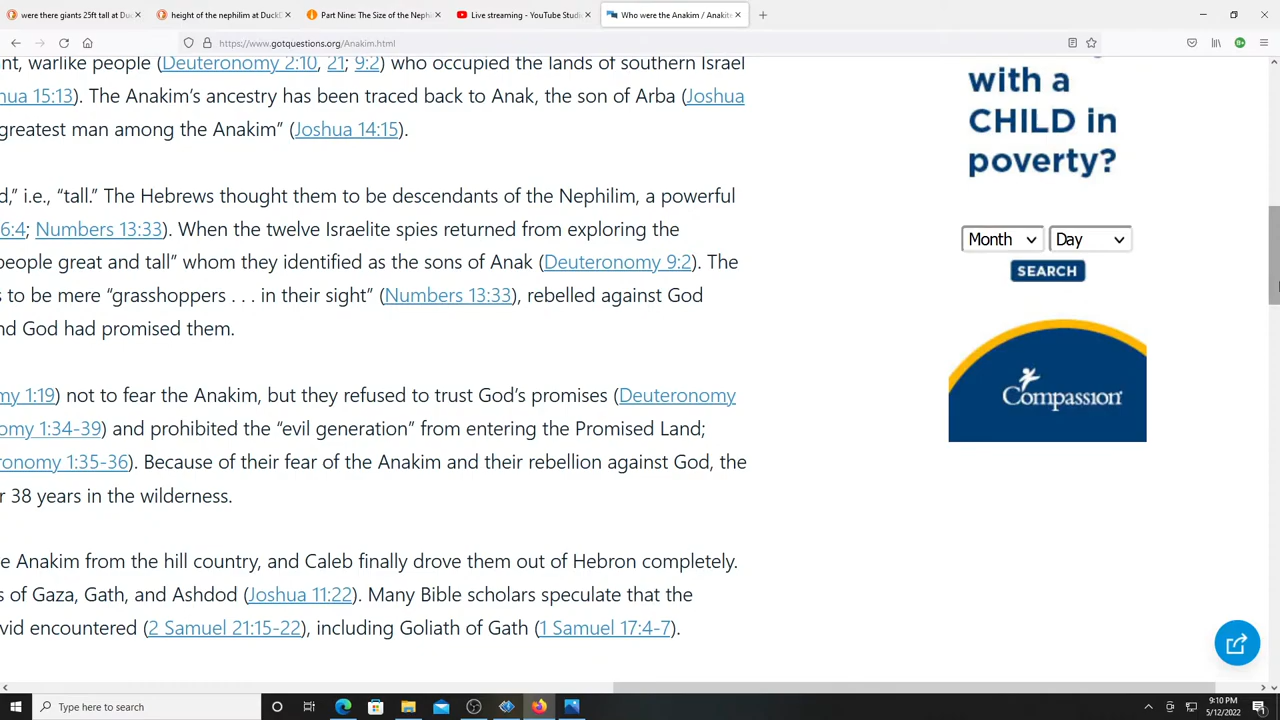 were there giants 25ft tall at Du
height of the nephilim at DuckD
Part Nine: The Size of the Neph
Live streaming - YouTube Studi
Who were the Anakim / Anakit
https://www.gotquestions.org/Anakim.html
nt, warlike people (Deuteronomy 2:10, 21; 9:2) who occupied the lands of southern Israel
hua 15:13). The Anakim's ancestry has been traced back to Anak, the son of Arba (Joshua
greatest man among the Anakim” (Joshua 14:15).
d,” i.e., “tall.” The Hebrews thought them to be descendants of the Nephilim, a powerful
6:4; Numbers 13:33). When the twelve Israelite spies returned from exploring the
people great and tall” whom they identified as the sons of Anak (Deuteronomy 9:2). The
s to be mere “grasshoppers . . . in their sight” (Numbers 13:33), rebelled against God
nd God had promised them.
my 1:19) not to fear the Anakim, but they refused to trust God's promises (Deuteronomy
omy 1:34-39) and prohibited the “evil generation” from entering the Promised Land;
ronomy 1:35-36). Because of their fear of the Anakim and their rebellion against God, the
r 38 years in the wilderness.
e Anakim from the hill country, and Caleb finally drove them out of Hebron completely.
s of Gaza, Gath, and Ashdod (Joshua 11:22). Many Bible scholars speculate that the
vid encountered (2 Samuel 21:15-22), including Goliath of Gath (1 Samuel 17:4-7).
with a
CHILD in
poverty?
Month
Day
SEARCH
Compassion
Type here to search
9:10 PM
5/12/2022